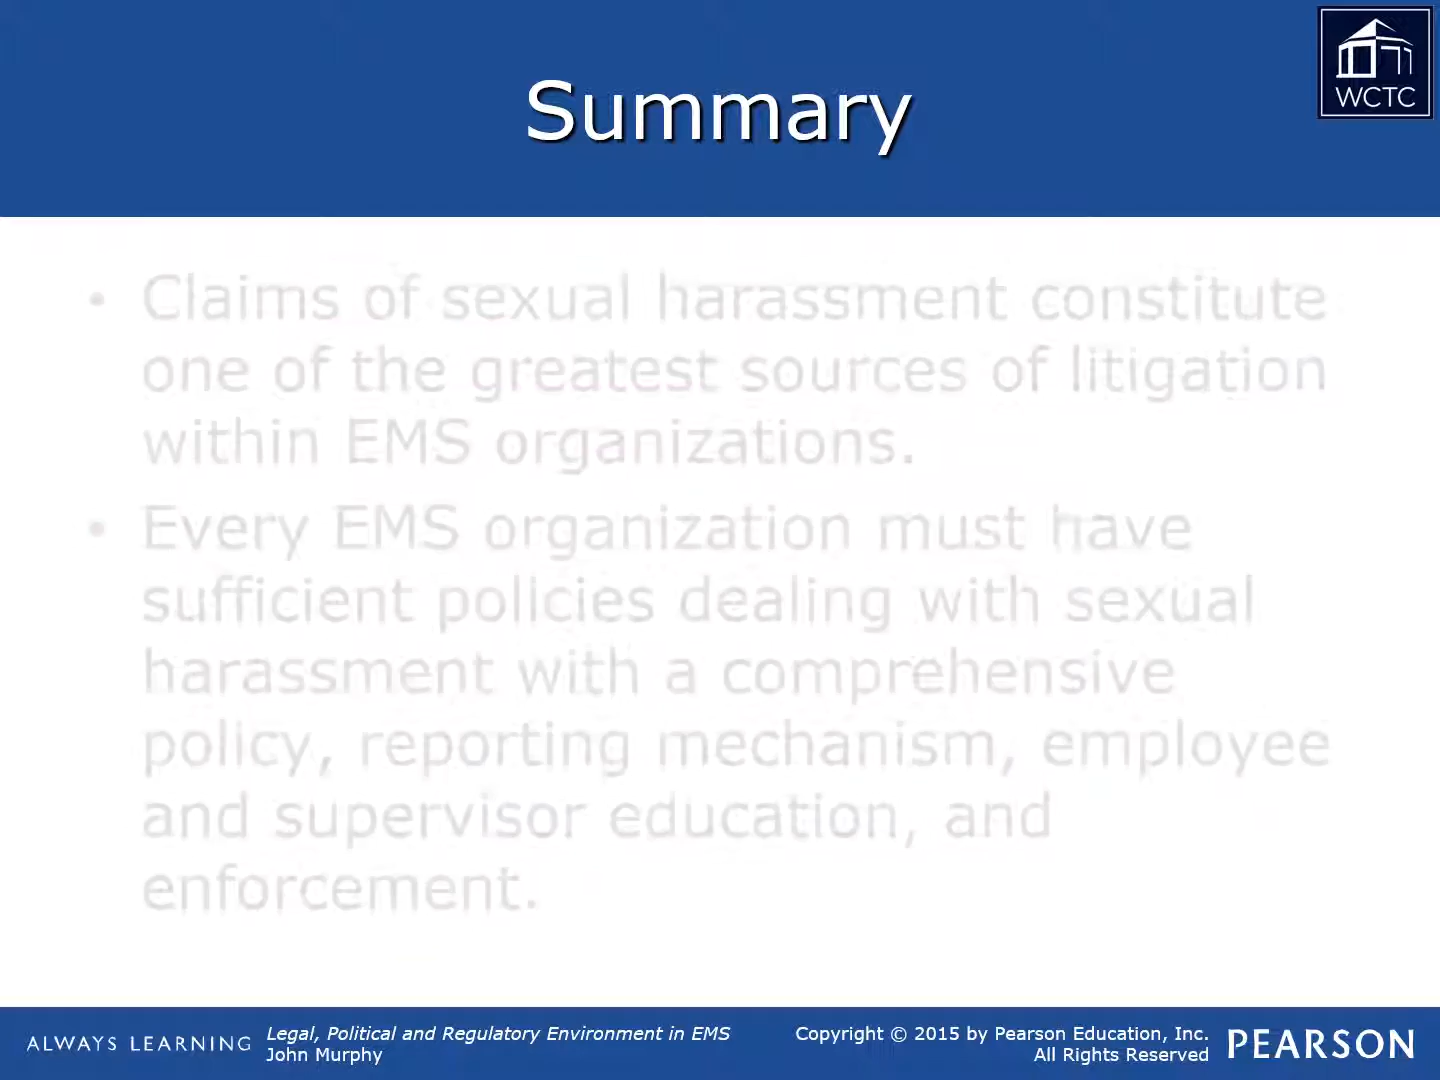 WCTC
Summary
• Claims of sexual harassment constitute
one of the greatest sources of litigation
within EMS organizations.
• Every EMS organization must have
sufficient policies dealing with sexual
harassment with a comprehensive
policy, reporting mechanism, employee
and supervisor education, and
enforcement.
ALWAYS LEARNING
Legal, Political and Regulatory Environment in EMS
John Murphy
Copyright © 2015 by Pearson Education, Inc.
All Rights Reserved
PEARSON